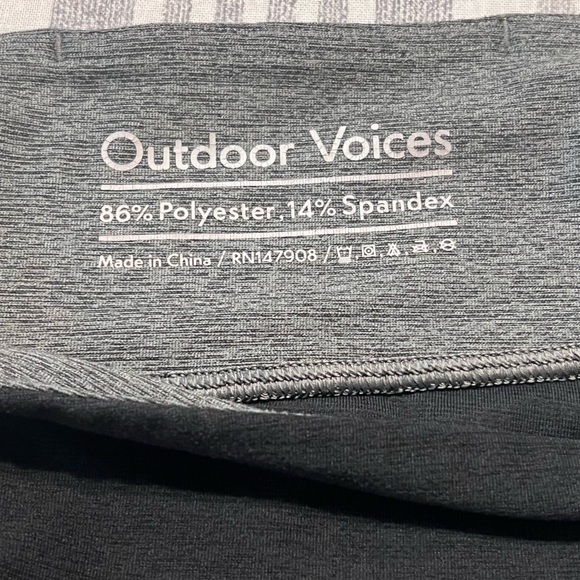 Outdoor Voices
86% Polyester, 14% Spandex
Made in China / RN147908 /